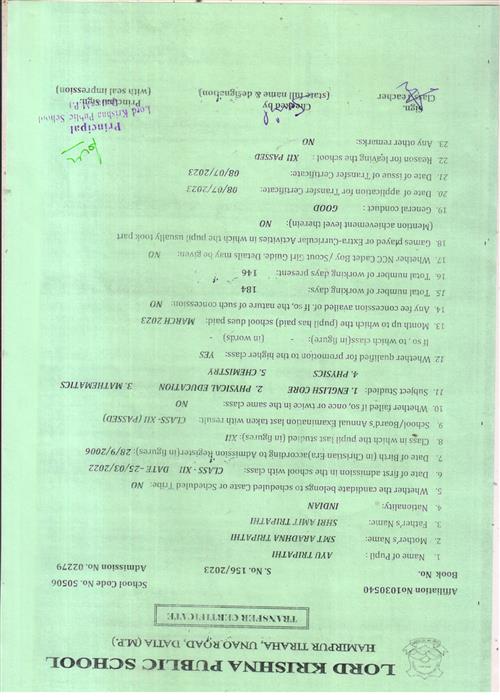 LORD KRISHNA PUBLIC SCHOOL
HAMIRPUR TIRAHA, UNAO ROAD, DATIA (M.P.)
TRANSFER CERTIFICATE
Affiliation No1030540 School Code No. 50506
Book No. S. No. 156/2023 Admission No. 02279
1. Name of Pupil : AYU TRIPATHI
2. Mother's Name: SMT ARADHNA TRIPATHI
3. Father's Name: SHRI AMIT TRIPATHI
4. Nationality: INDIAN
5. Whether the candidate belongs to scheduled Caste or Scheduled Tribe: NO
6. Date of first admission in the school with class: CLASS - XII DATE -25/03/2022
7. Date of Birth (in Christian Era)according to Admission Register(in figures): 28/9/2006
8. Class in which the pupil last studied (in figures): XII
9. School/Board's Annual Examination last taken with result: CLASS- XII (PASSED)
10. Whether failed if so, once or twice in the same class: NO
11. Subject Studied: 1. ENGLISH CORE 2. PHYSICAL EDUCATION 3. MATHEMATICS
4. PHYSICS 5. CHEMISTRY
12. Whether qualified for promotion to the higher class: YES
If so , to which class(in figure): - (in words) -
13. Month up to which the (pupil has paid) school dues paid: MARCH 2023
14. Any fee concession availed of. If so, the nature of such concession: NO
15. Total number of working days: 184
16. Total number of working days present: 146
17. Whether NCC Cadet Boy / Scout Girl Guide. Details may be given: NO
18. Games played or Extra-Curricular Activities in which the pupil usually took part
(Mention achievement level therein): NO
19. General conduct : GOOD
20. Date of application for Transfer Certificate: 08/07/2023
21. Date of issue of Transfer Certificate: 08/07/2023
22. Reason for leaving the school : XII PASSED
23. Any other remarks: NO
Principal
Lord Krishna Public School
(M.P.)
Sign. Checked by Principal Sign.
Class Teacher (state full name & designation) (with seal impression)